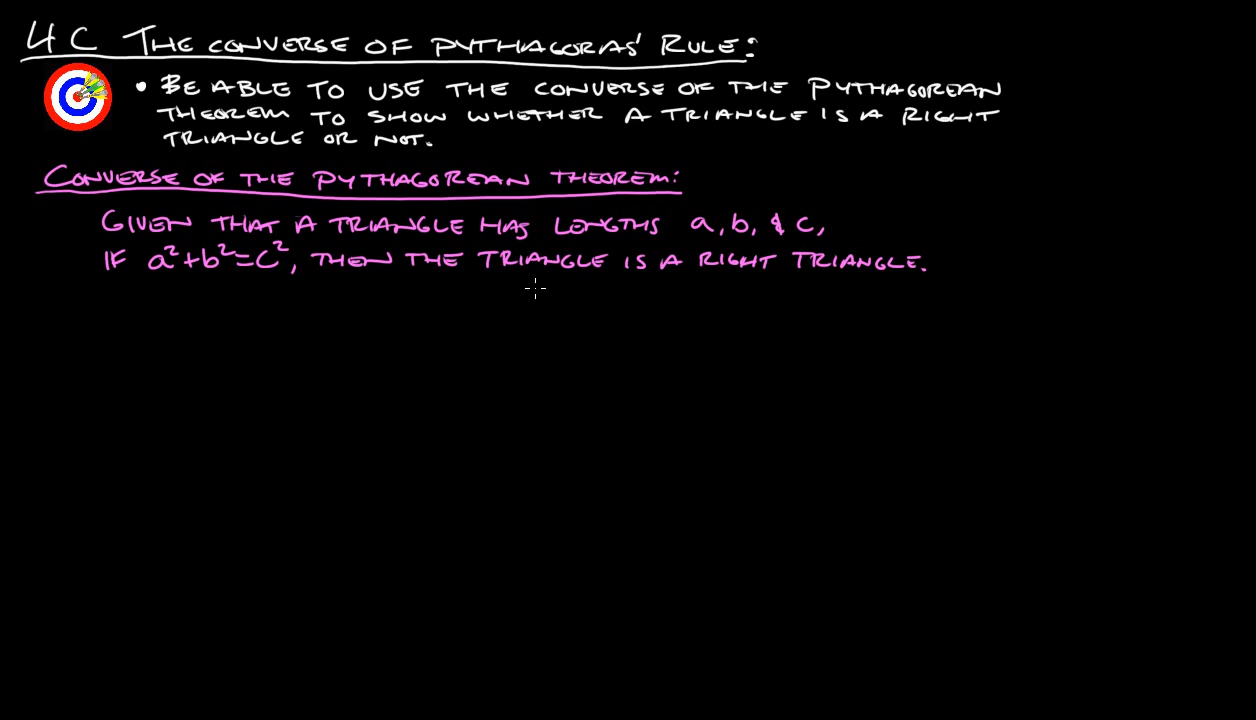 4C THE CONVERSE OF PYTHAGORAS' RULE:
• BE ABLE TO USE THE CONVERSE OF THE PYTHAGOREAN
THEOREM TO SHOW WHETHER A TRIANGLE IS A RIGHT
TRIANGLE OR NOT.
CONVERSE OF THE PYTHAGOREAN THEOREM:
GIVEN THAT A TRIANGLE HAS LENGTHS a, b, & c,
IF a²+b²=c², THEN THE TRIANGLE IS A RIGHT TRIANGLE.